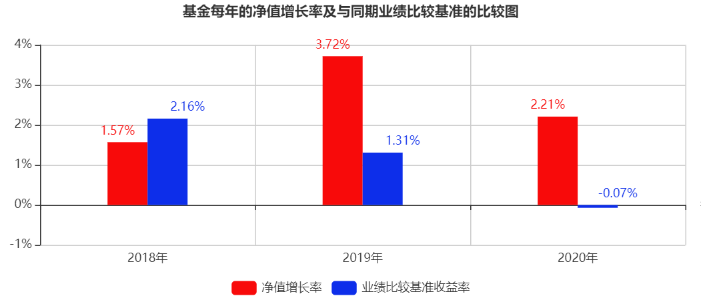 基金每年的净值增长率及与同期业绩比较基准的比较图
4%
3%
2%
1%
0%
-1%
1.57%
2.16%
3.72%
1.31%
2.21%
-0.07%
2018年
2019年
2020年
净值增长率
业绩比较基准收益率